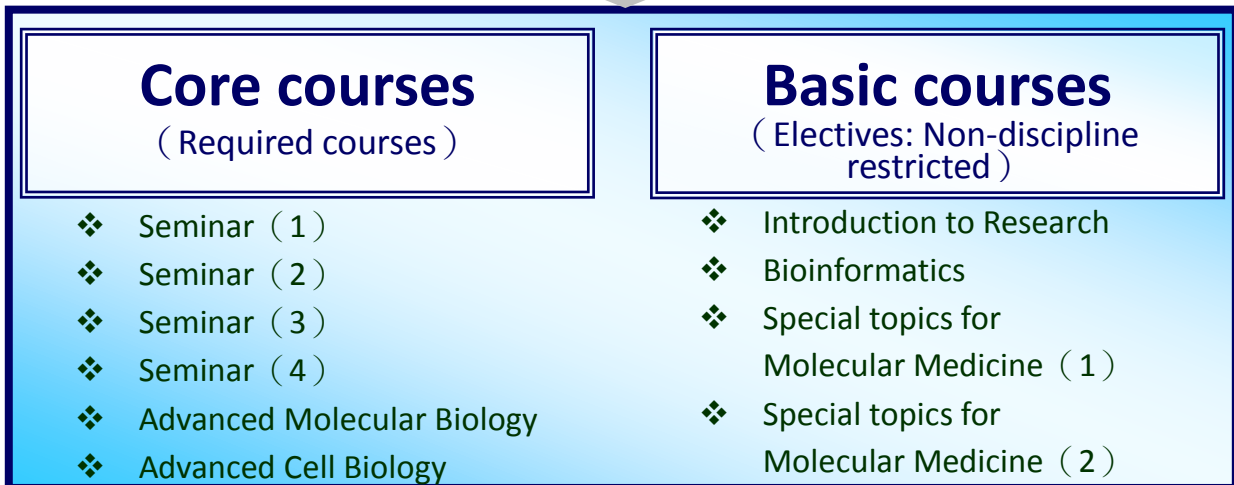 Core courses
（Required courses）
❖ Seminar（1）
❖ Seminar（2）
❖ Seminar（3）
❖ Seminar（4）
❖ Advanced Molecular Biology
❖ Advanced Cell Biology
Basic courses
（Electives: Non-discipline
restricted）
❖ Introduction to Research
❖ Bioinformatics
❖ Special topics for
Molecular Medicine（1）
❖ Special topics for
Molecular Medicine（2）